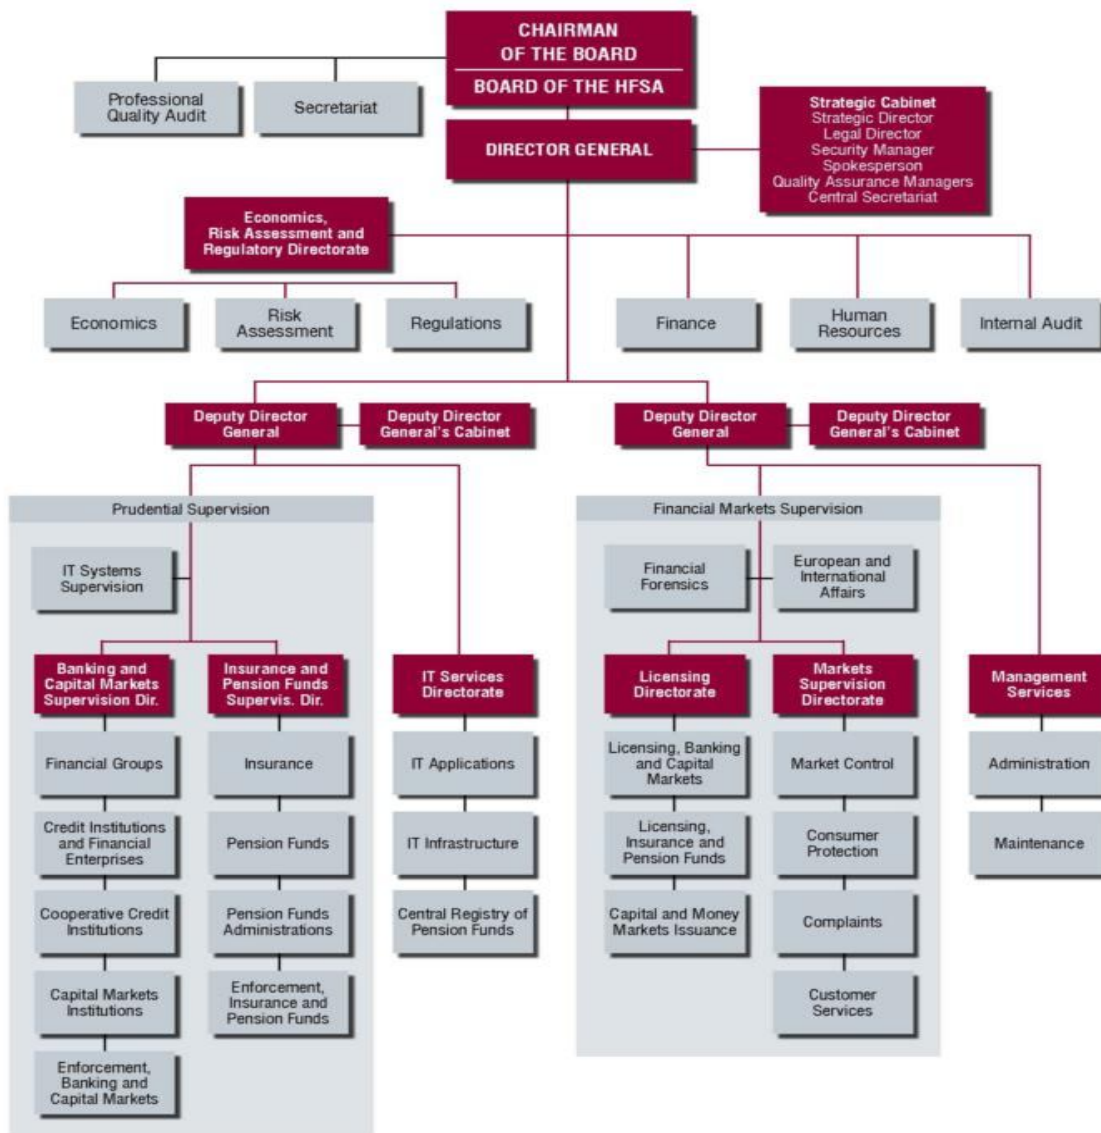 CHAIRMAN
OF THE BOARD
BOARD OF THE HFSA
Professional
Quality Audit
Secretariat
DIRECTOR GENERAL
Strategic Cabinet
Strategic Director
Legal Director
Security Manager
Spokesperson
Quality Assurance Managers
Central Secretariat
Economics,
Risk Assessment and
Regulatory Directorate
Economics
Risk
Assessment
Regulations
Finance
Human
Resources
Internal Audit
Deputy Director
General
Deputy Director
General's Cabinet
Deputy Director
General
Deputy Director
General's Cabinet
Prudential Supervision
IT Systems
Supervision
Banking and
Capital Markets
Supervision Dir.
Financial Groups
Credit Institutions
and Financial
Enterprises
Cooperative Credit
Institutions
Capital Markets
Institutions
Enforcement,
Banking and
Capital Markets
Insurance and
Pension Funds
Supervis. Dir.
Insurance
Pension Funds
Pension Funds
Administrations
Enforcement,
Insurance and
Pension Funds
IT Services
Directorate
IT Applications
IT Infrastructure
Central Registry of
Pension Funds
Financial Markets Supervision
Financial
Forensics
European and
International
Affairs
Licensing
Directorate
Licensing, Banking
and Capital
Markets
Licensing,
Insurance and
Pension Funds
Capital and Money
Markets Issuance
Markets
Supervision
Directorate
Market Control
Consumer
Protection
Complaints
Customer
Services
Management
Services
Administration
Maintenance